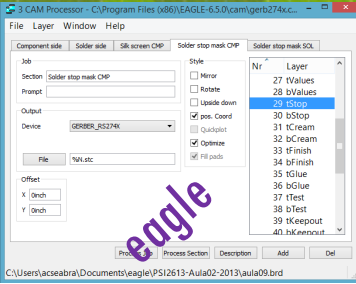 3 CAM Processor - C:\Program Files (x86)\EAGLE-6.5.0\cam\gerb274x.c...
File Layer Window Help
Component side Solder side Silk screen CMP Solder stop mask CMP Solder stop mask SOL
Job
Section Solder stop mask CMP
Prompt
Output
Device GERBER_RS274X
File %N.stc
Offset
X 0inch
Y 0inch
Style
Mirror
Rotate
Upside down
pos. Coord
Quickplot
Optimize
Fill pads
Nr Layer
27 tValues
28 bValues
29 tStop
30 bStop
31 tCream
32 bCream
33 tFinish
34 bFinish
35 tGlue
36 bGlue
37 tTest
38 bTest
39 tKeepout
40 bKeepout
eagle
Process Job Process Section Description Add Del
C:\Users\acseabra\Documents\eagle\PSI2613-Aula02-2013\aula09.brd